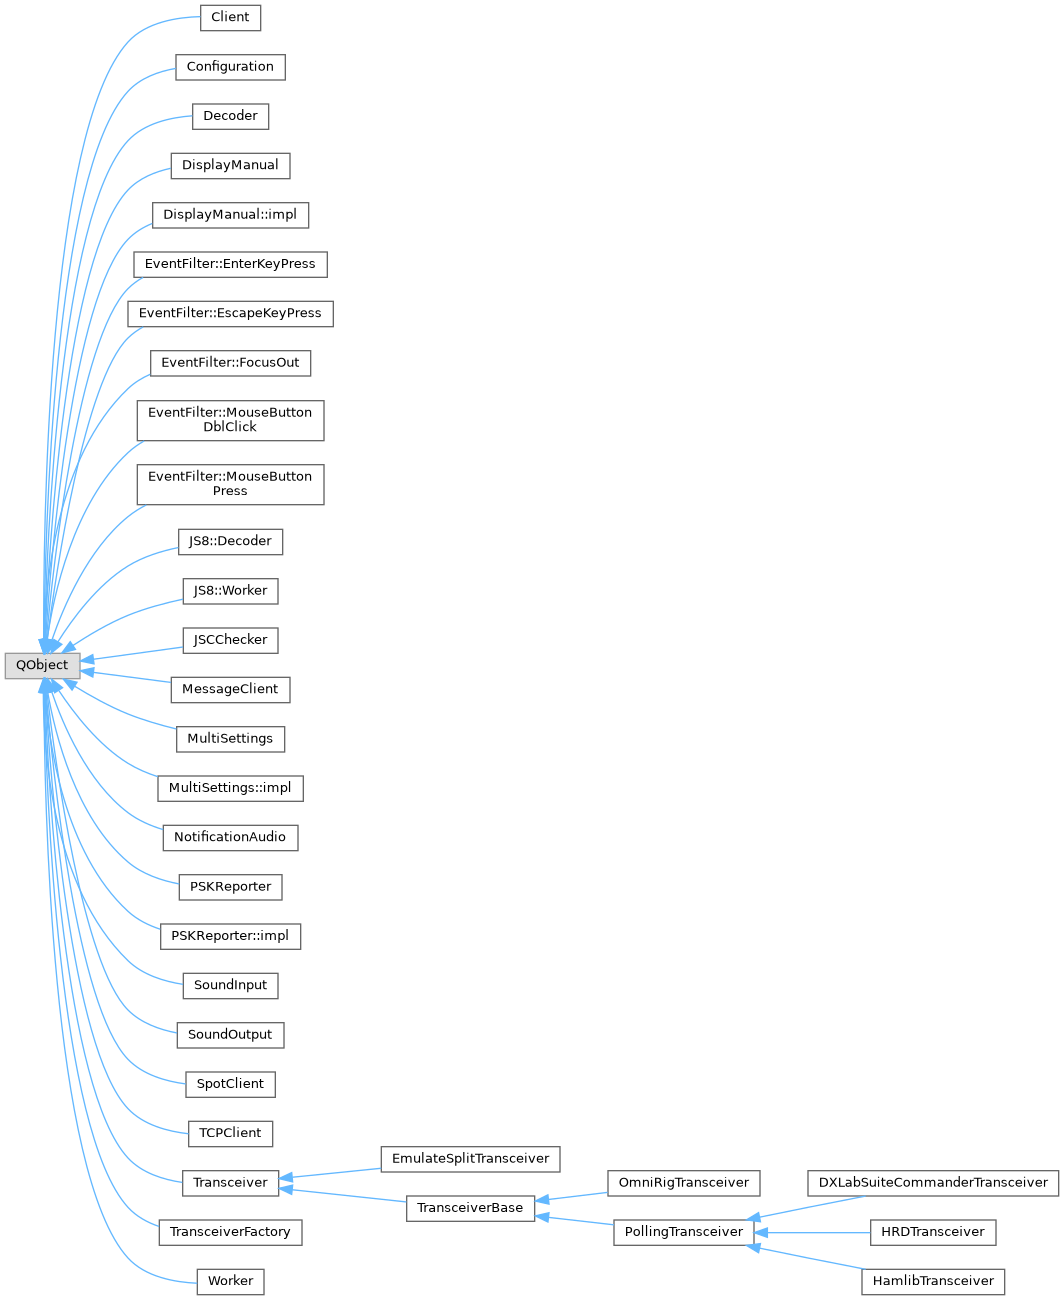 Client
Configuration
Decoder
DisplayManual
DisplayManual::impl
EventFilter::EnterKeyPress
EventFilter::EscapeKeyPress
EventFilter::FocusOut
EventFilter::MouseButton
DblClick
EventFilter::MouseButton
Press
JS8::Decoder
JS8::Worker
JSCChecker
QObject
MessageClient
MultiSettings
MultiSettings::impl
NotificationAudio
PSKReporter
PSKReporter::impl
SoundInput
SoundOutput
SpotClient
TCPClient
Transceiver
EmulateSplitTransceiver
TransceiverBase
OmniRigTransceiver
PollingTransceiver
DXLabSuiteCommanderTransceiver
HRDTransceiver
HamlibTransceiver
TransceiverFactory
Worker